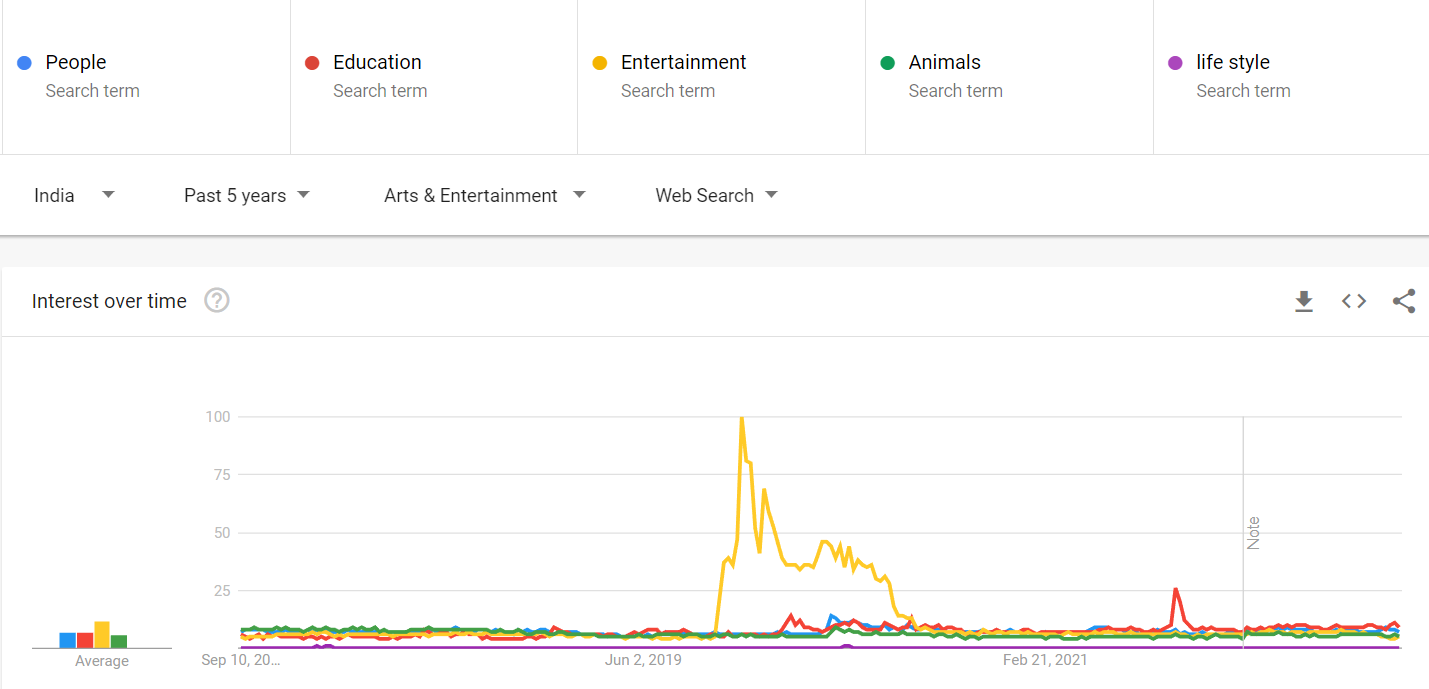 People
Search term
Education
Search term
Entertainment
Search term
Animals
Search term
life style
Search term
India
Past 5 years
Arts & Entertainment
Web Search
Interest over time
?
100
75
50
25
Note
Average
Sep 10, 20...
Jun 2, 2019
Feb 21, 2021